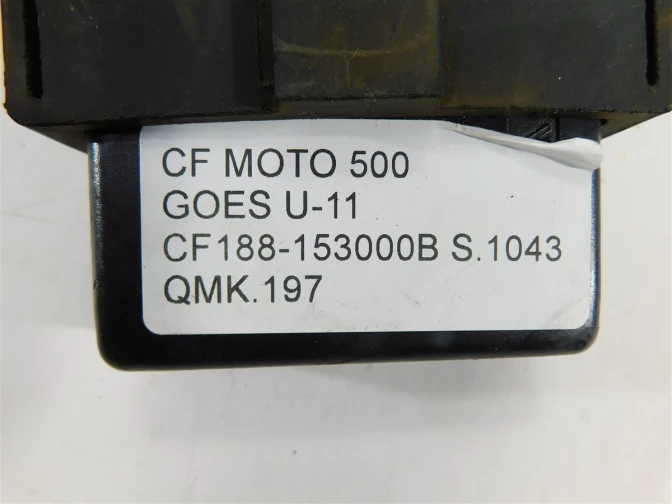 CF MOTO 500
GOES U-11
CF188-153000B S.1043
QMK.197